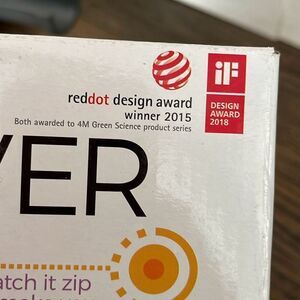 reddot design award
winner 2015
Both awarded to 4M Green Science product series
iF
DESIGN
AWARD
2018
VER
atch it zip